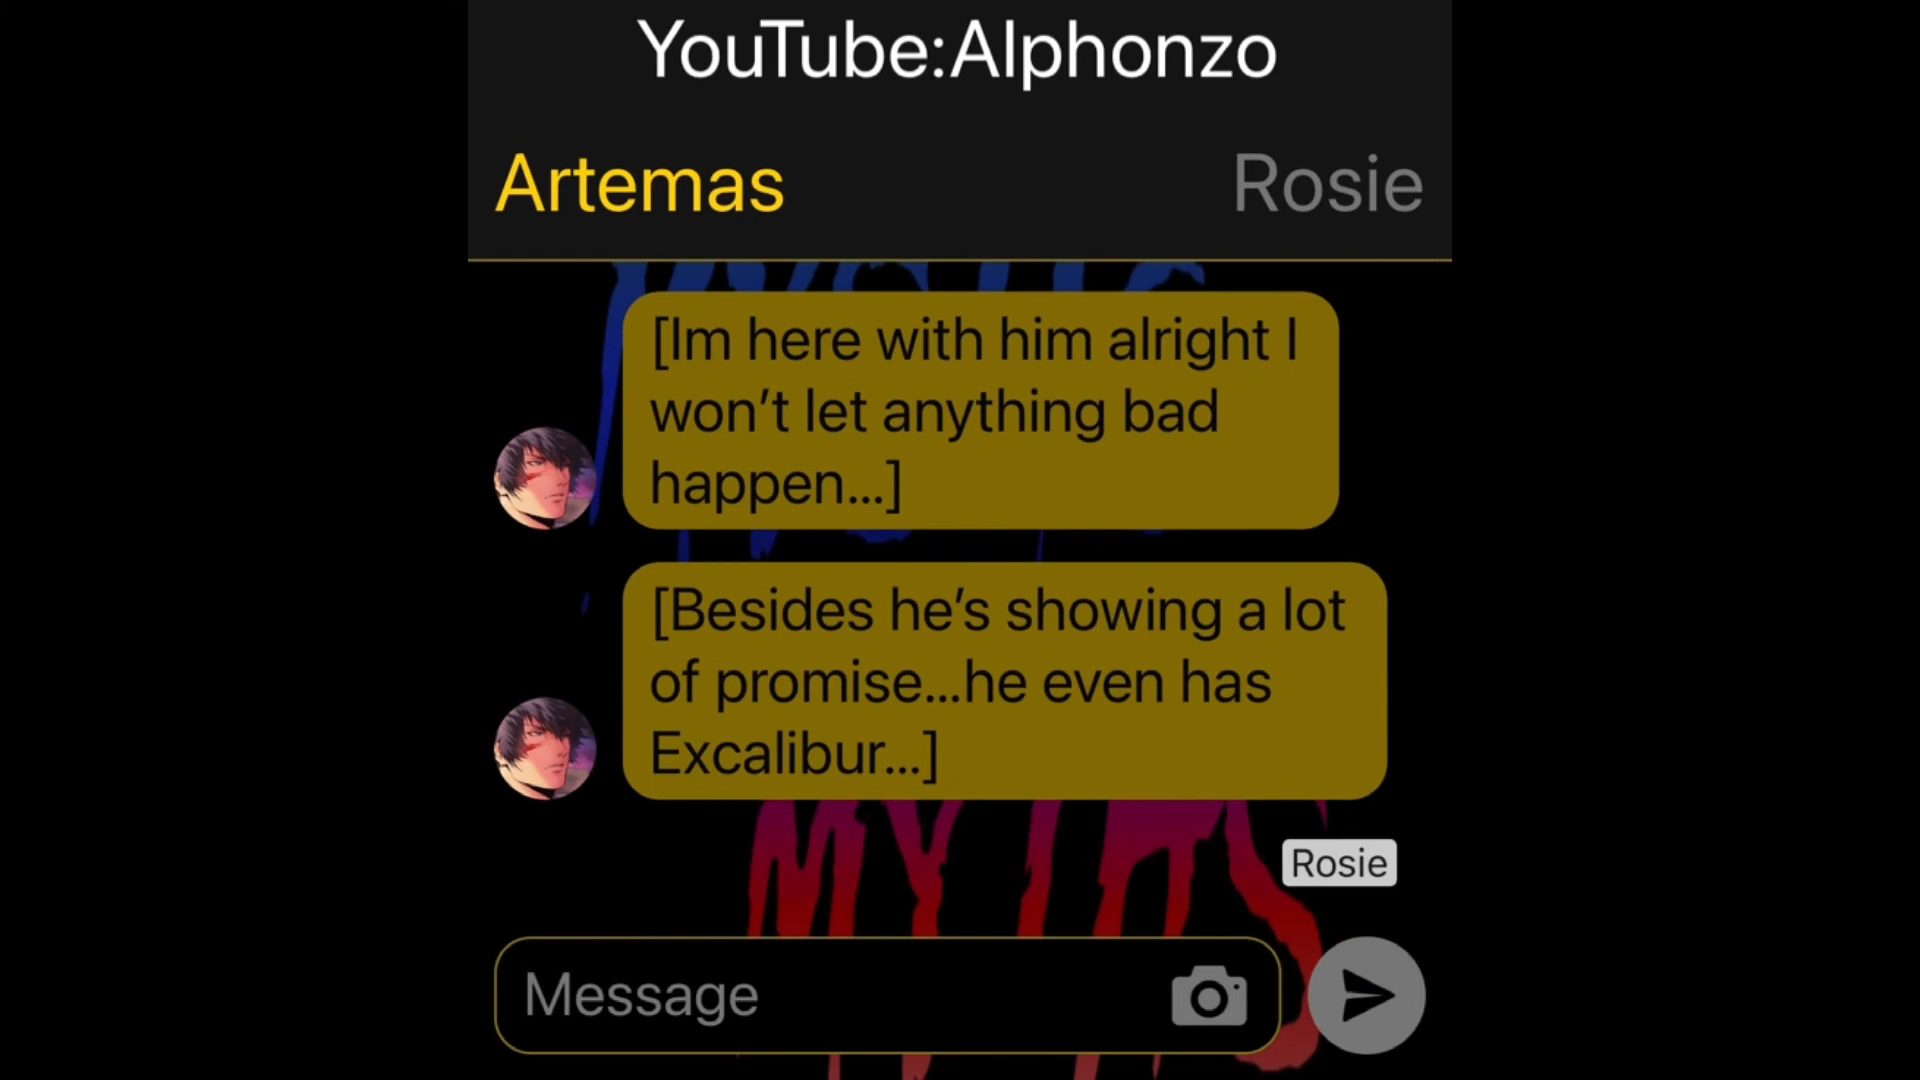 YouTube:Alphonzo
Artemas
Rosie
[Im here with him alright I
won’t let anything bad
happen...]
[Besides he’s showing a lot
of promise...he even has
Excalibur...]
MYTHS
Rosie
Message